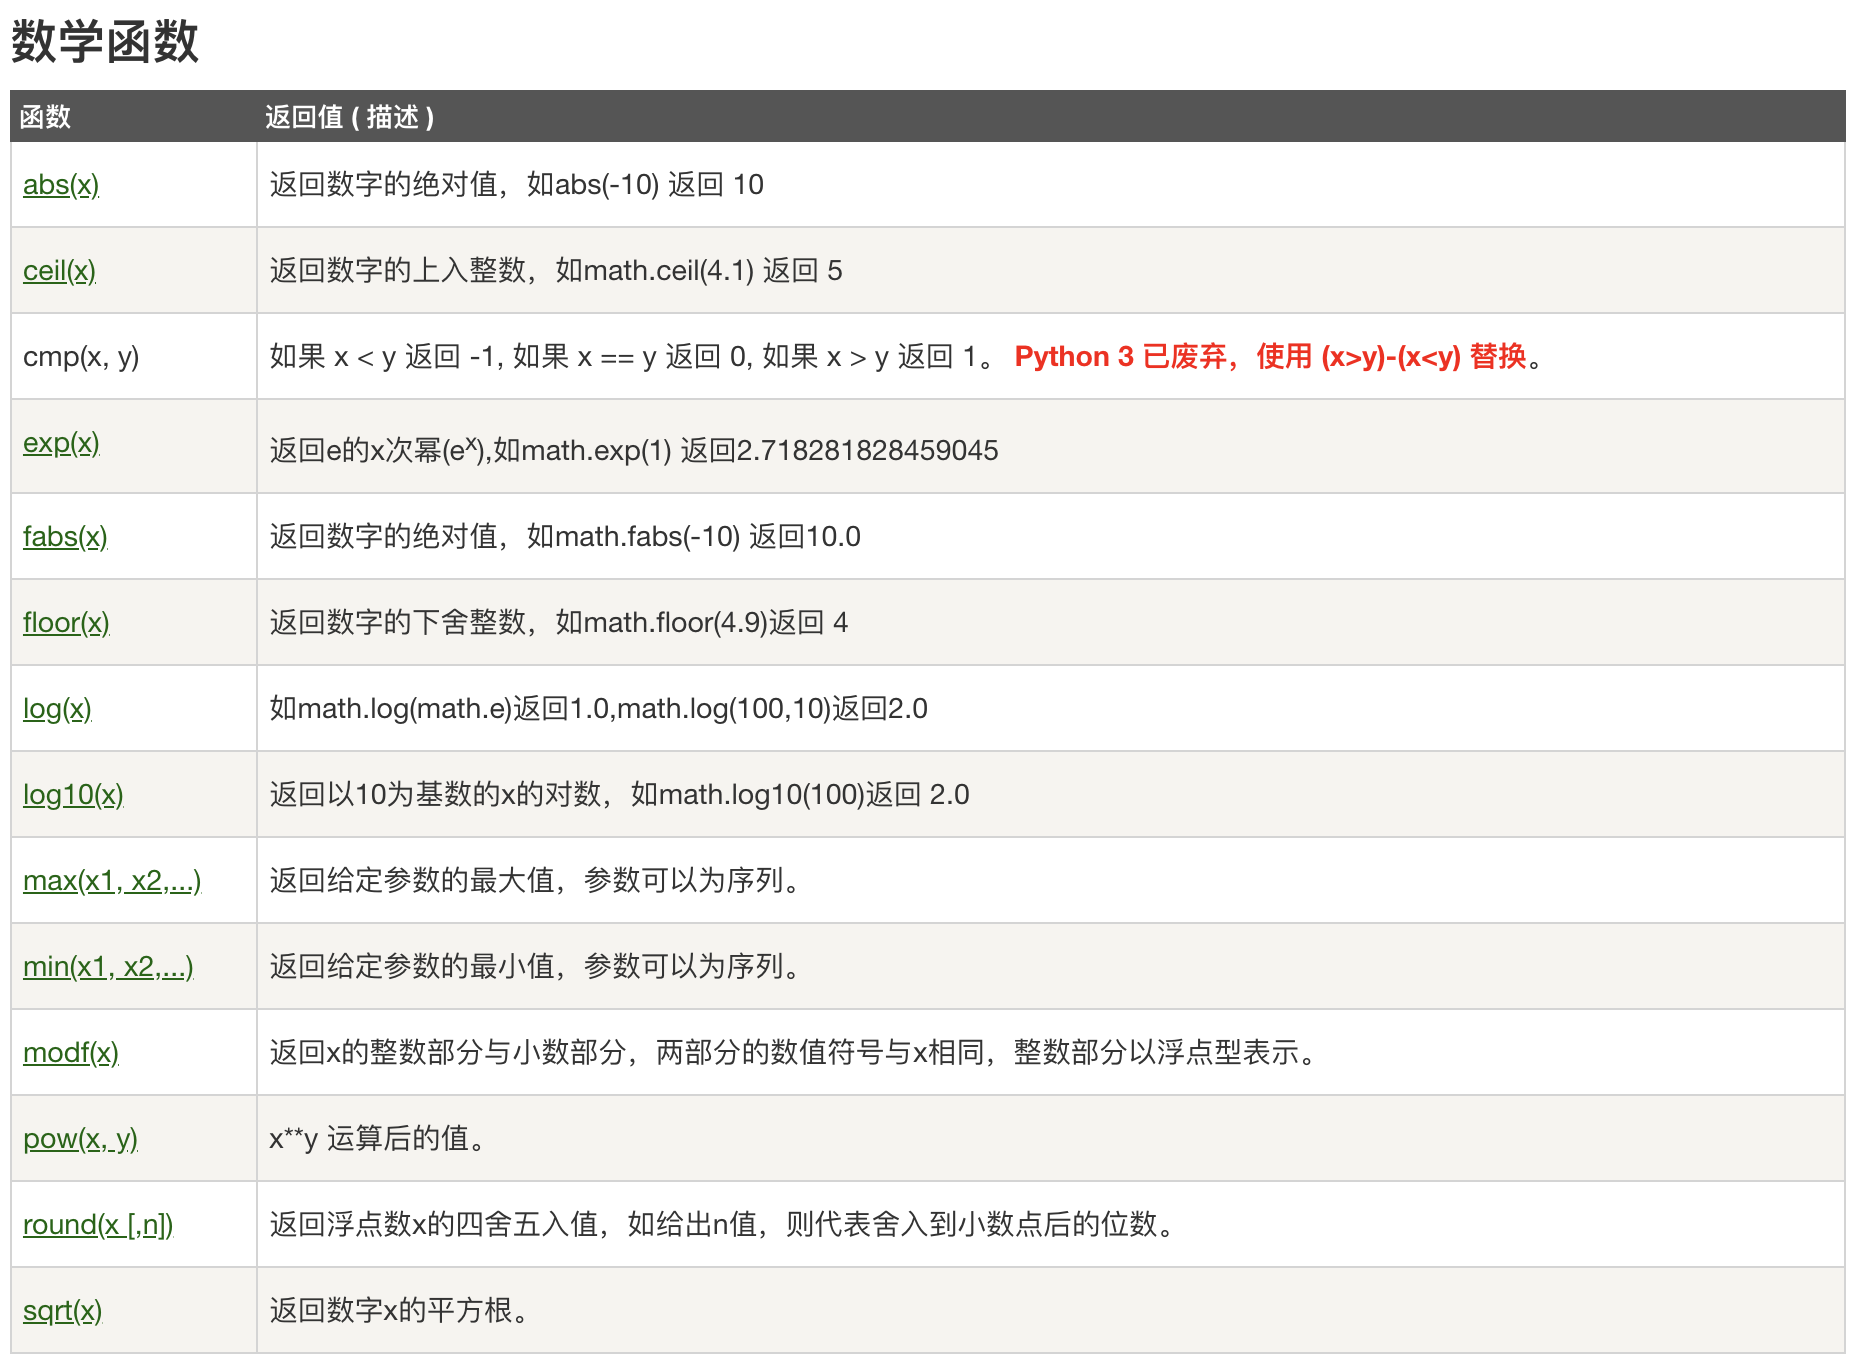 数学函数
函数 返回值 ( 描述 )
abs(x) 返回数字的绝对值，如abs(-10) 返回 10
ceil(x) 返回数字的上入整数，如math.ceil(4.1) 返回 5
cmp(x, y) 如果 x < y 返回 -1, 如果 x == y 返回 0, 如果 x > y 返回 1。 Python 3 已废弃，使用 (x>y)-(x<y) 替换。
exp(x) 返回e的x次幂(eˣ),如math.exp(1) 返回2.718281828459045
fabs(x) 返回数字的绝对值，如math.fabs(-10) 返回10.0
floor(x) 返回数字的下舍整数，如math.floor(4.9)返回 4
log(x) 如math.log(math.e)返回1.0,math.log(100,10)返回2.0
log10(x) 返回以10为基数的x的对数，如math.log10(100)返回 2.0
max(x1, x2,...) 返回给定参数的最大值，参数可以为序列。
min(x1, x2,...) 返回给定参数的最小值，参数可以为序列。
modf(x) 返回x的整数部分与小数部分，两部分的数值符号与x相同，整数部分以浮点型表示。
pow(x, y) x**y 运算后的值。
round(x [,n]) 返回浮点数x的四舍五入值，如给出n值，则代表舍入到小数点后的位数。
sqrt(x) 返回数字x的平方根。